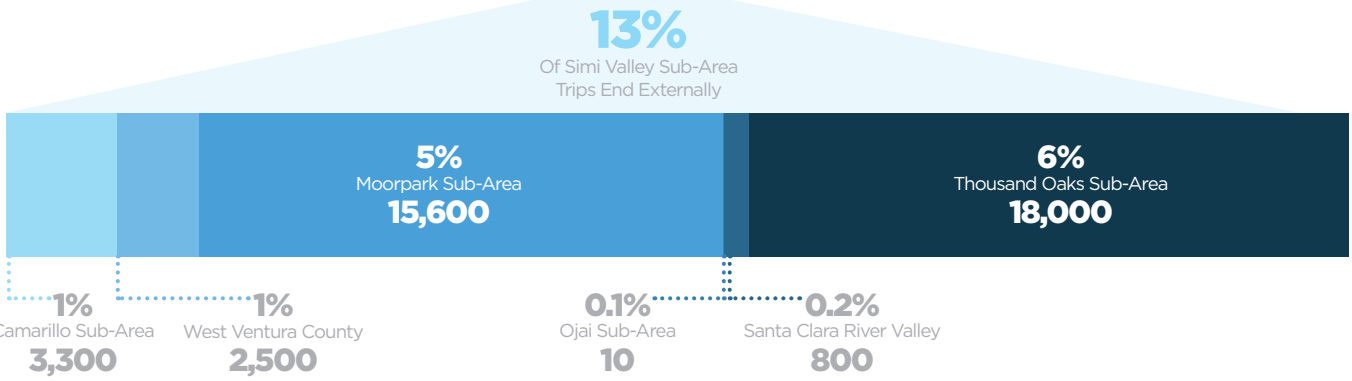 13%
Of Simi Valley Sub-Area
Trips End Externally
5%
Moorpark Sub-Area
15,600
6%
Thousand Oaks Sub-Area
18,000
1%
Camarillo Sub-Area
3,300
1%
West Ventura County
2,500
0.1%
Ojai Sub-Area
10
0.2%
Santa Clara River Valley
800